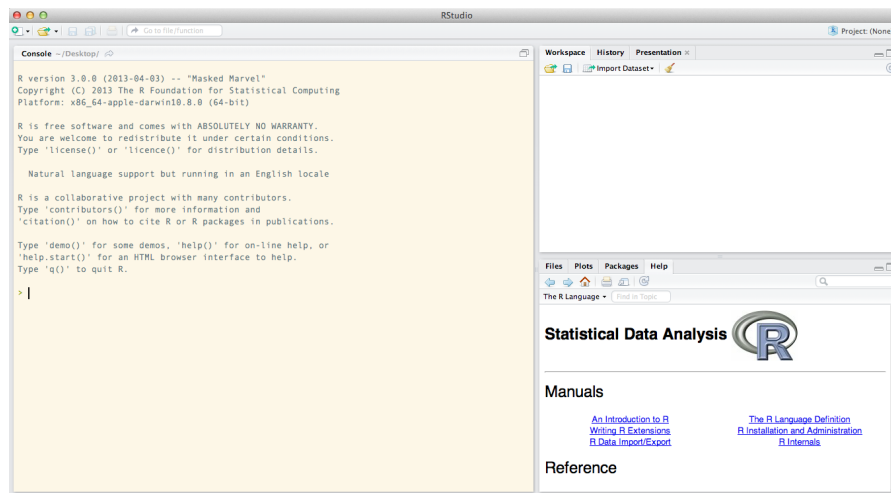 RStudio
Go to file/function
Project: (None
Console ~/Desktop/
R version 3.0.0 (2013-04-03) -- "Masked Marvel"
Copyright (C) 2013 The R Foundation for Statistical Computing
Platform: x86_64-apple-darwin10.8.0 (64-bit)
R is free software and comes with ABSOLUTELY NO WARRANTY.
You are welcome to redistribute it under certain conditions.
Type 'license()' or 'licence()' for distribution details.
Natural language support but running in an English locale
R is a collaborative project with many contributors.
Type 'contributors()' for more information and
'citation()' on how to cite R or R packages in publications.
Type 'demo()' for some demos, 'help()' for on-line help, or
'help.start()' for an HTML browser interface to help.
Type 'q()' to quit R.
>
Workspace History Presentation
Import Dataset
Files Plots Packages Help
The R Language Find in Topic
Statistical Data Analysis R
Manuals
An Introduction to R The R Language Definition
Writing R Extensions R Installation and Administration
R Data Import/Export R Internals
Reference